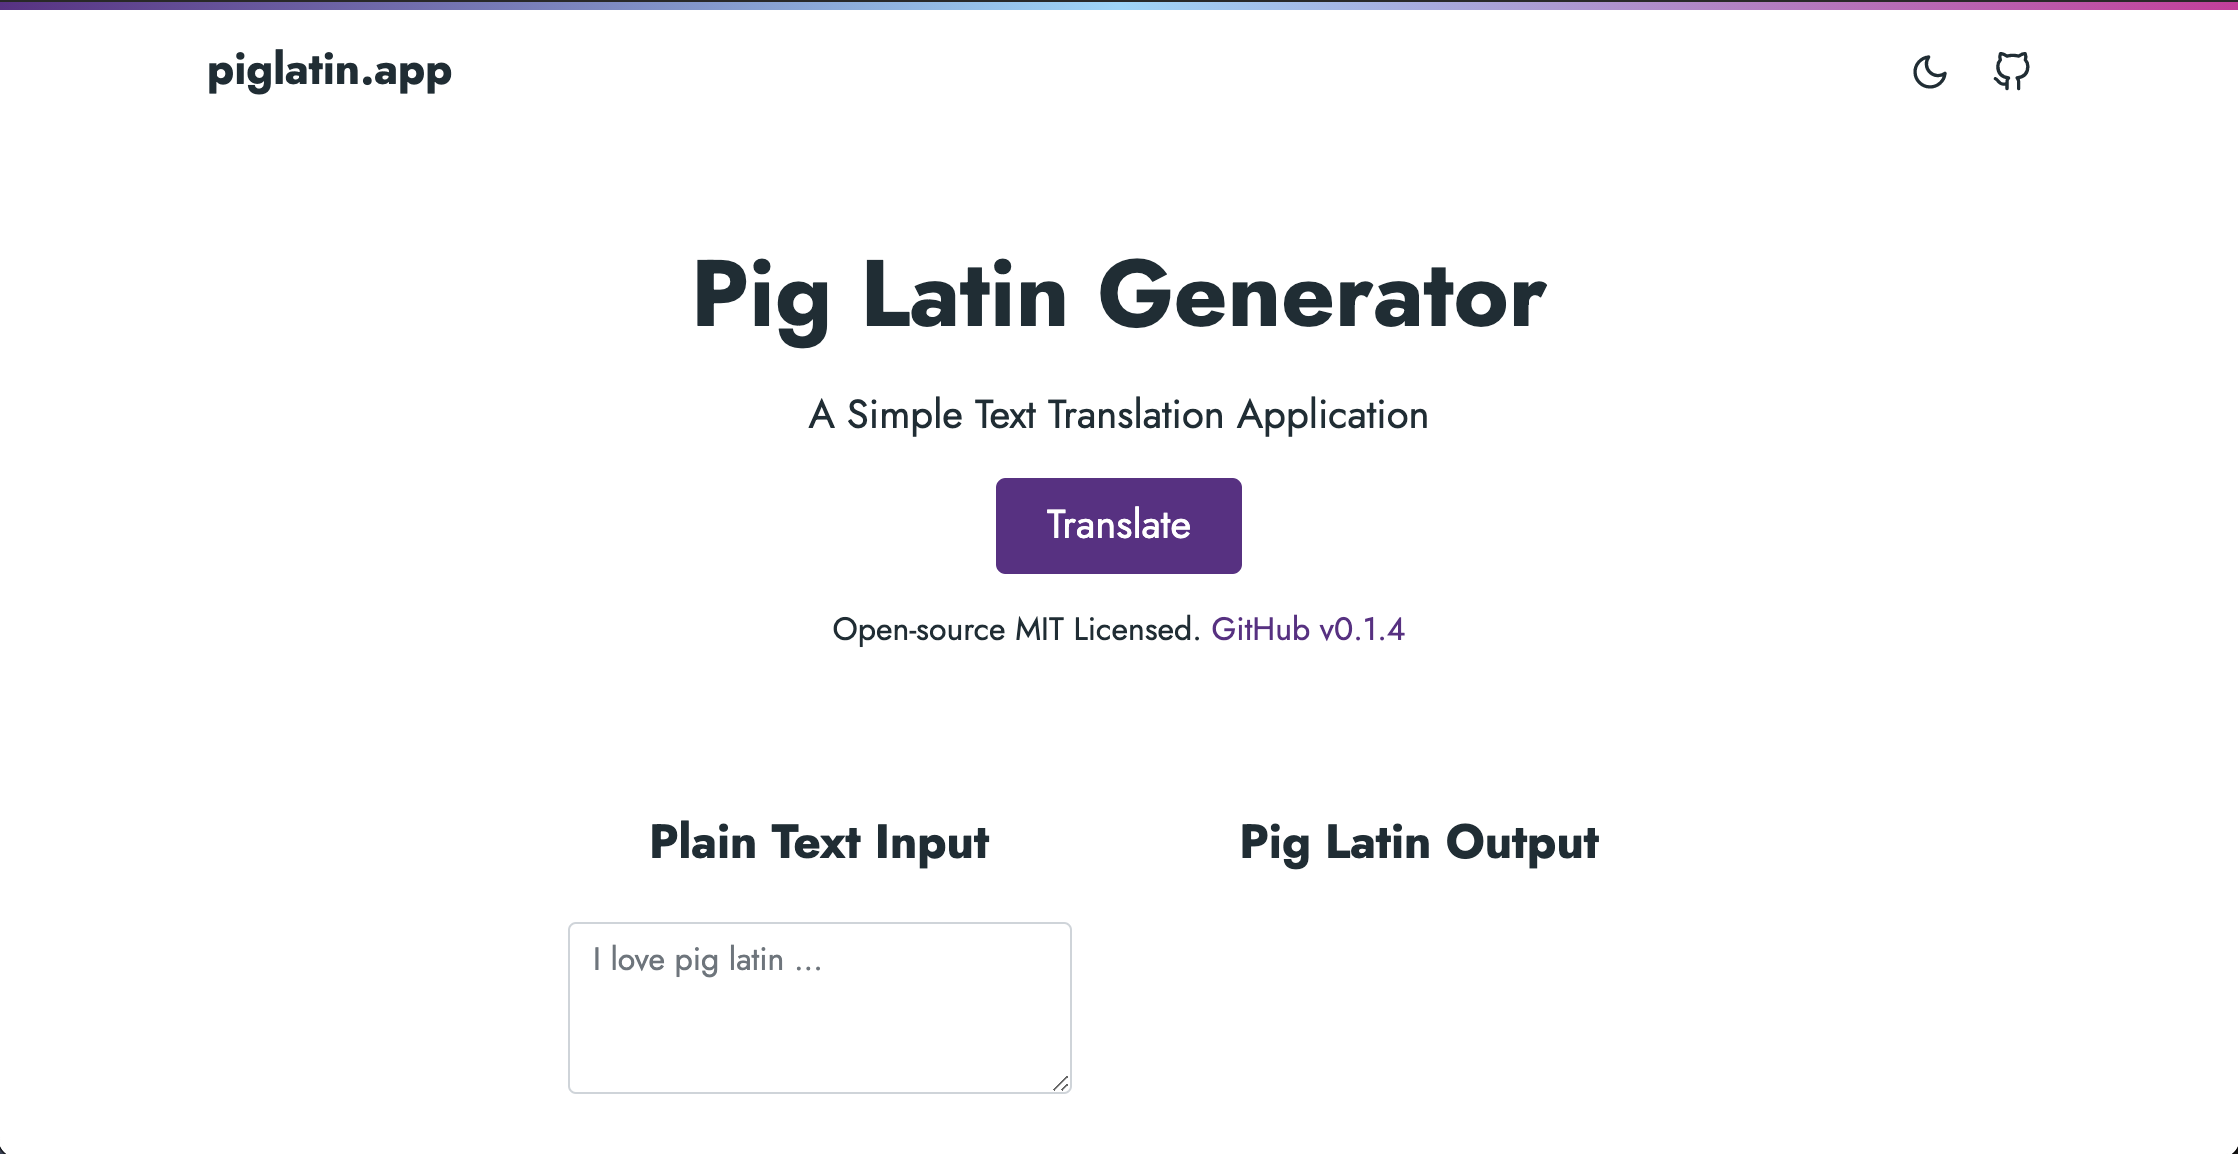 piglatin.app
Pig Latin Generator
A Simple Text Translation Application
Translate
Open-source MIT Licensed. GitHub v0.1.4
Plain Text Input
Pig Latin Output
I love pig latin ...